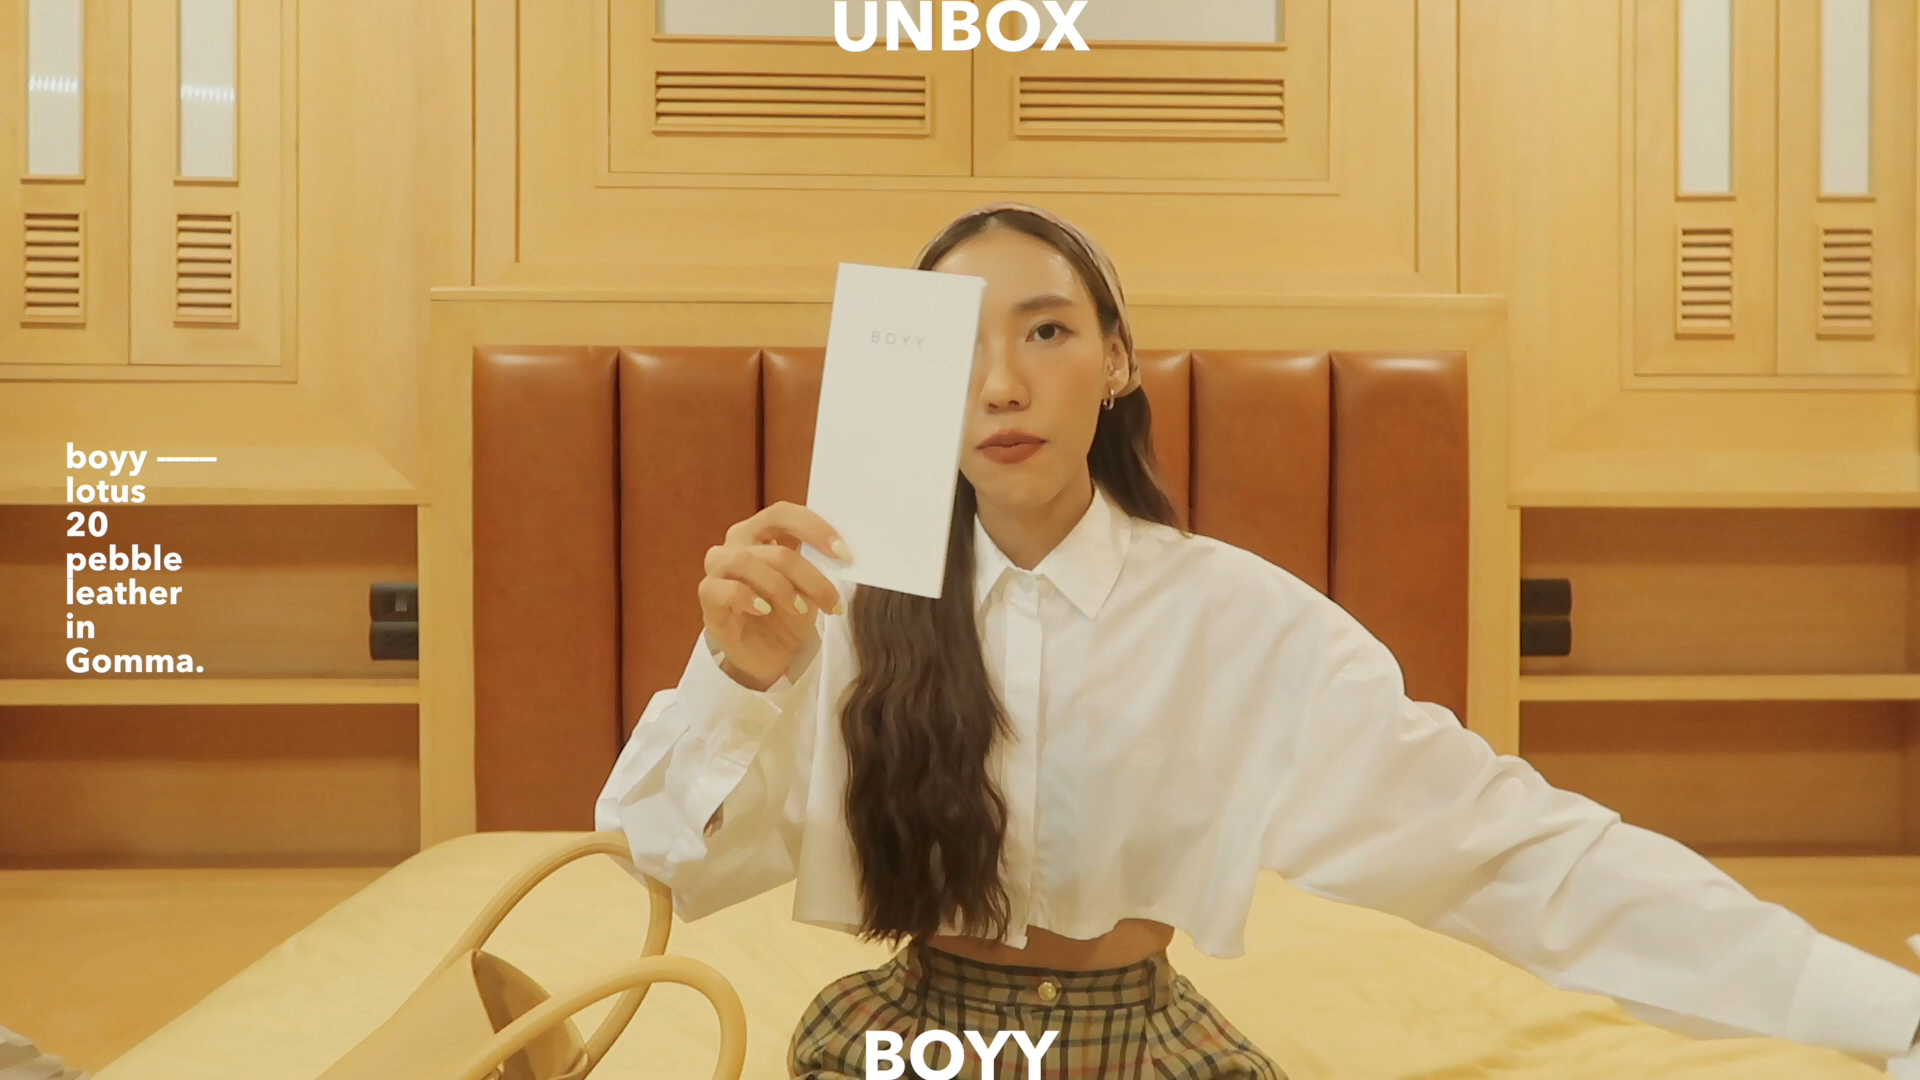 UNBOX
BOYY
boyy ——
lotus
20
pebble
leather
in
Gomma.
BOYY